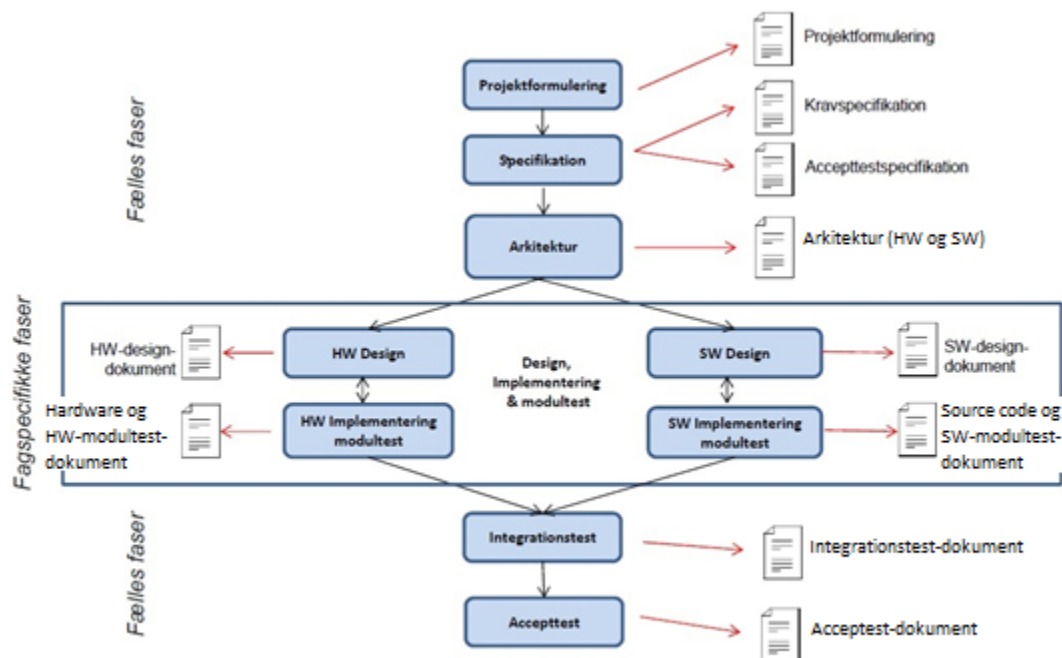 Projektformulering
Projektformulering
Kravspecifikation
Specifikation
Accepttestspecifikation
Fælles faser
Arkitektur
Arkitektur (HW og SW)
Fagspecifikke faser
HW-design-
dokument
HW Design
Design,
Implementering
& modultest
SW Design
SW-design-
dokument
Hardware og
HW-modultest-
dokument
HW Implementering
modultest
SW Implementering
modultest
Source code og
SW-modultest-
dokument
Fælles faser
Integrationstest
Integrationstest-dokument
Accepttest
Acceptest-dokument